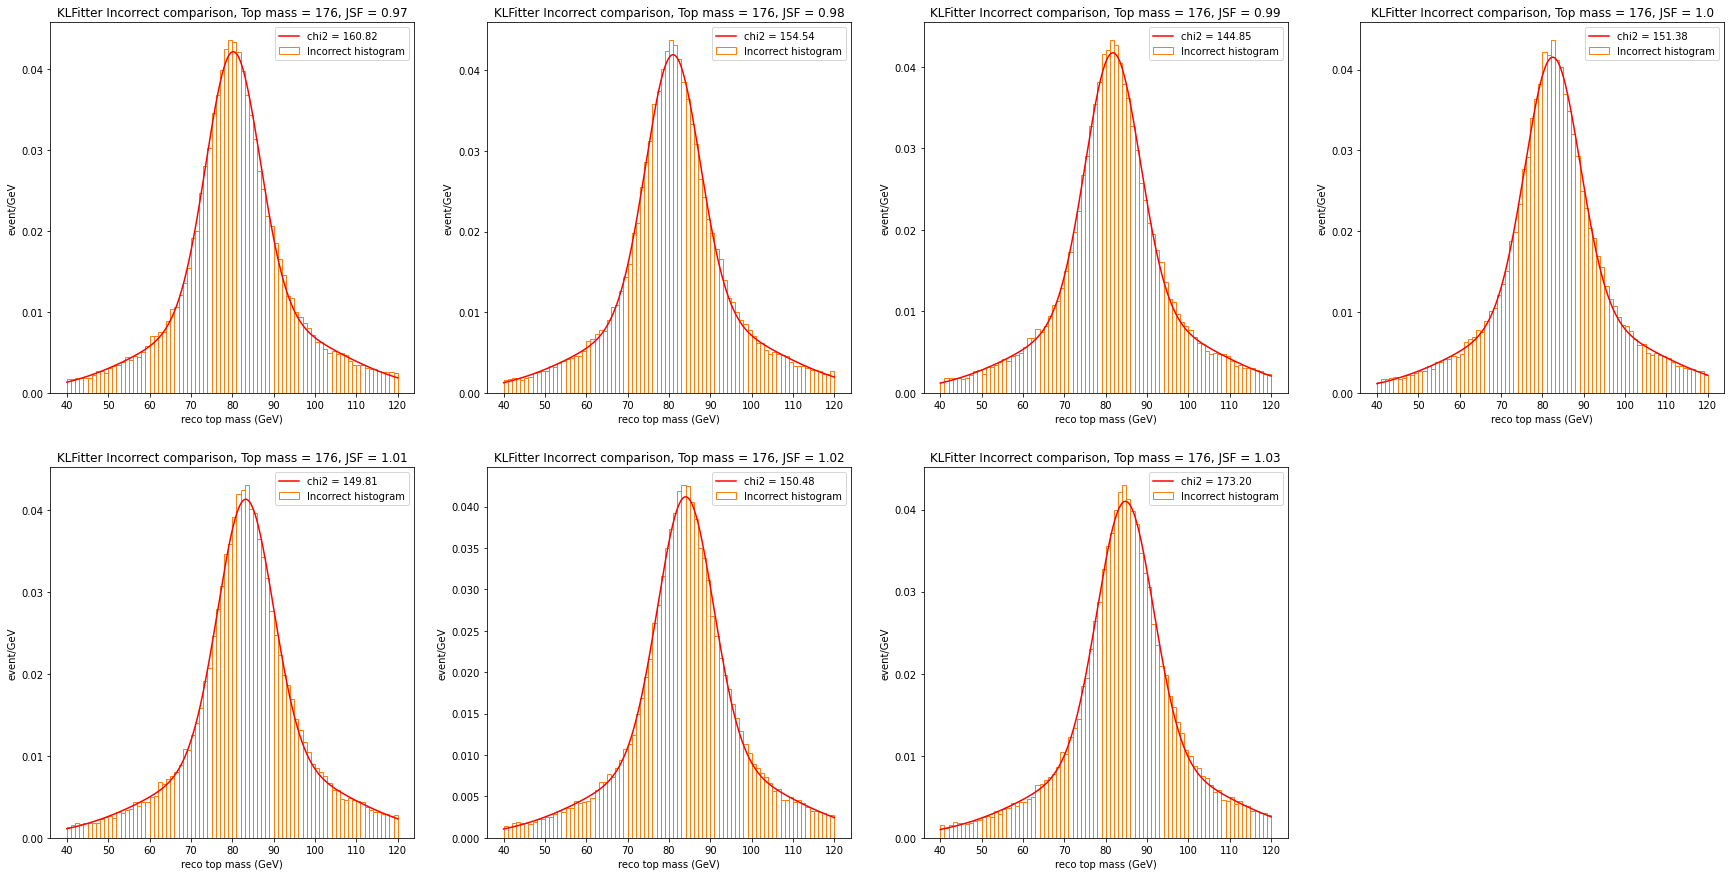 KLFitter Incorrect comparison, Top mass = 176, JSF = 0.97
chi2 = 160.82
Incorrect histogram
0.04
0.03
0.02
0.01
0.00
event/GeV
40 50 60 70 80 90 100 110 120
reco top mass (GeV)
KLFitter Incorrect comparison, Top mass = 176, JSF = 0.98
chi2 = 154.54
Incorrect histogram
0.04
0.03
0.02
0.01
0.00
event/GeV
40 50 60 70 80 90 100 110 120
reco top mass (GeV)
KLFitter Incorrect comparison, Top mass = 176, JSF = 0.99
chi2 = 144.85
Incorrect histogram
0.04
0.03
0.02
0.01
0.00
event/GeV
40 50 60 70 80 90 100 110 120
reco top mass (GeV)
KLFitter Incorrect comparison, Top mass = 176, JSF = 1.0
chi2 = 151.38
Incorrect histogram
0.04
0.03
0.02
0.01
0.00
event/GeV
40 50 60 70 80 90 100 110 120
reco top mass (GeV)
KLFitter Incorrect comparison, Top mass = 176, JSF = 1.01
chi2 = 149.81
Incorrect histogram
0.04
0.03
0.02
0.01
0.00
event/GeV
40 50 60 70 80 90 100 110 120
reco top mass (GeV)
KLFitter Incorrect comparison, Top mass = 176, JSF = 1.02
chi2 = 150.48
Incorrect histogram
0.040
0.035
0.030
0.025
0.020
0.015
0.010
0.005
0.000
event/GeV
40 50 60 70 80 90 100 110 120
reco top mass (GeV)
KLFitter Incorrect comparison, Top mass = 176, JSF = 1.03
chi2 = 173.20
Incorrect histogram
0.04
0.03
0.02
0.01
0.00
event/GeV
40 50 60 70 80 90 100 110 120
reco top mass (GeV)